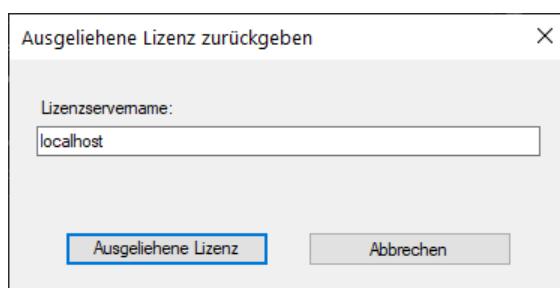 Ausgeliehene Lizenz zurückgeben
Lizenzservername:
localhost
Ausgeliehene Lizenz Abbrechen